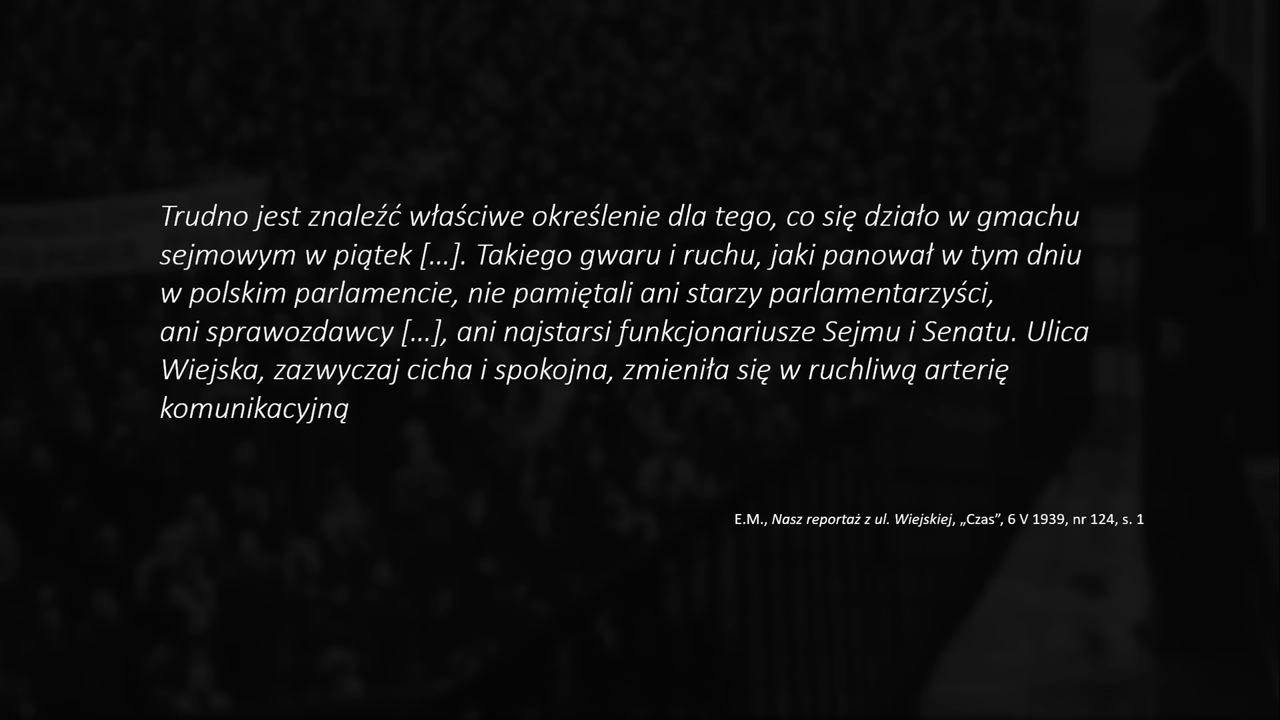 Trudno jest znaleźć właściwe określenie dla tego, co się działo w gmachu
sejmowym w piątek [...]. Takiego gwaru i ruchu, jaki panował w tym dniu
w polskim parlamencie, nie pamiętali ani starzy parlamentarzyści,
ani sprawozdawcy [...], ani najstarsi funkcjonariusze Sejmu i Senatu. Ulica
Wiejska, zazwyczaj cicha i spokojna, zmieniła się w ruchliwą arterię
komunikacyjną
E.M., Nasz reportaż z ul. Wiejskiej, „Czas”, 6 V 1939, nr 124, s. 1